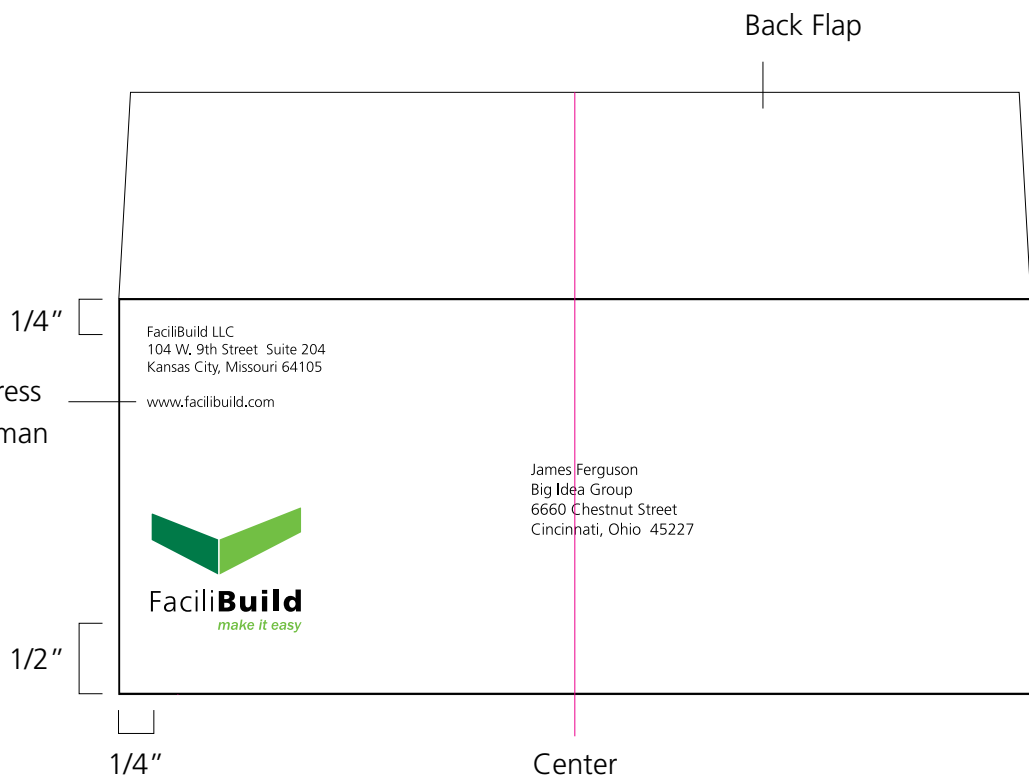 Back Flap
1/4"
FaciliBuild LLC
104 W. 9th Street Suite 204
Kansas City, Missouri 64105
ress
www.facilibuild.com
man
James Ferguson
Big Idea Group
6660 Chestnut Street
Cincinnati, Ohio 45227
FaciliBuild
make it easy
1/2"
1/4"
Center